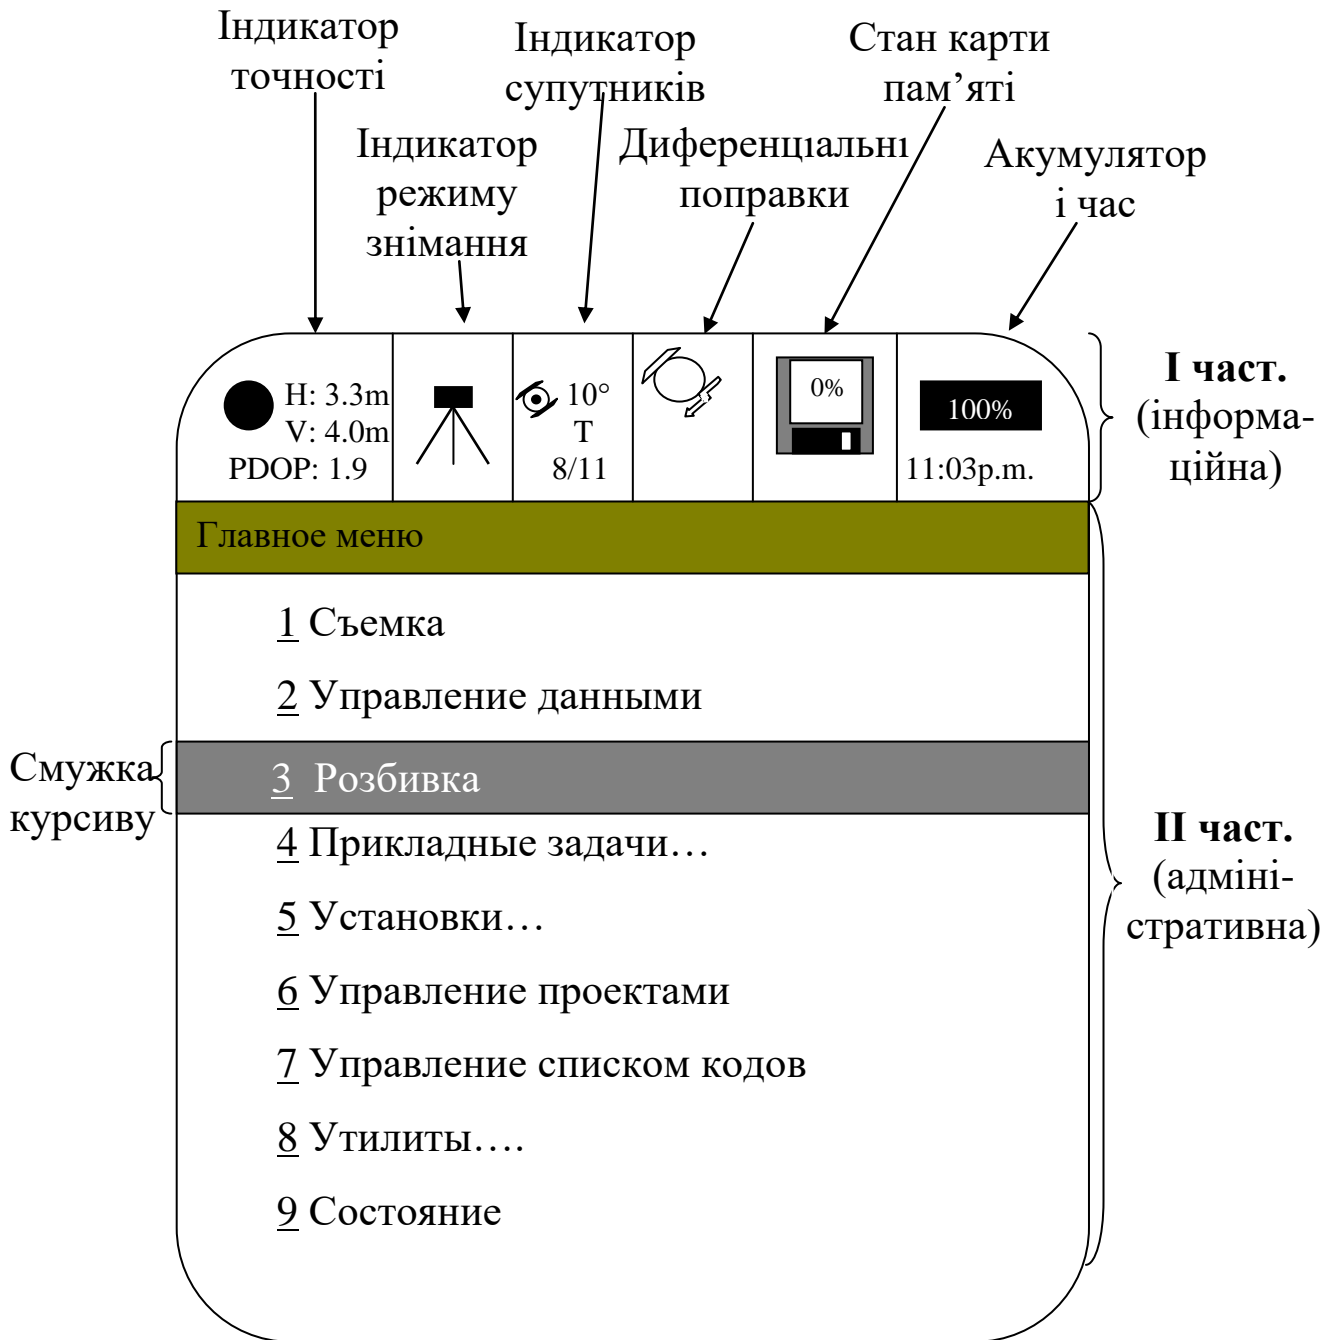 Індикатор
точності
Індикатор
супутників
Стан карти
пам’яті
Індикатор
режиму
знімання
Диференціальні
поправки
Акумулятор
і час
H: 3.3m
V: 4.0m
PDOP: 1.9
10°
T
8/11
0%
100%
11:03p.m.
I част.
(інформа-
ційна)
Главное меню
1 Съемка
2 Управление данными
3 Розбивка
Смужка
курсиву
4 Прикладные задачи…
5 Установки…
6 Управление проектами
7 Управление списком кодов
8 Утилиты….
9 Состояние
II част.
(адміні-
стративна)